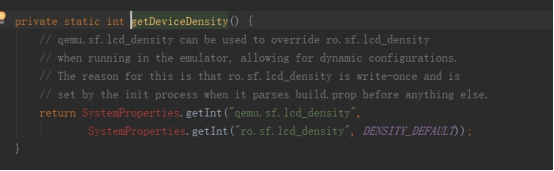 private static int getDeviceDensity() {
// qemu.sf.lcd_density can be used to override ro.sf.lcd_density
// when running in the emulator, allowing for dynamic configurations.
// The reason for this is that ro.sf.lcd_density is write-once and is
// set by the init process when it parses build.prop before anything else.
return SystemProperties.getInt("qemu.sf.lcd_density",
SystemProperties.getInt("ro.sf.lcd_density", DENSITY_DEFAULT));
}